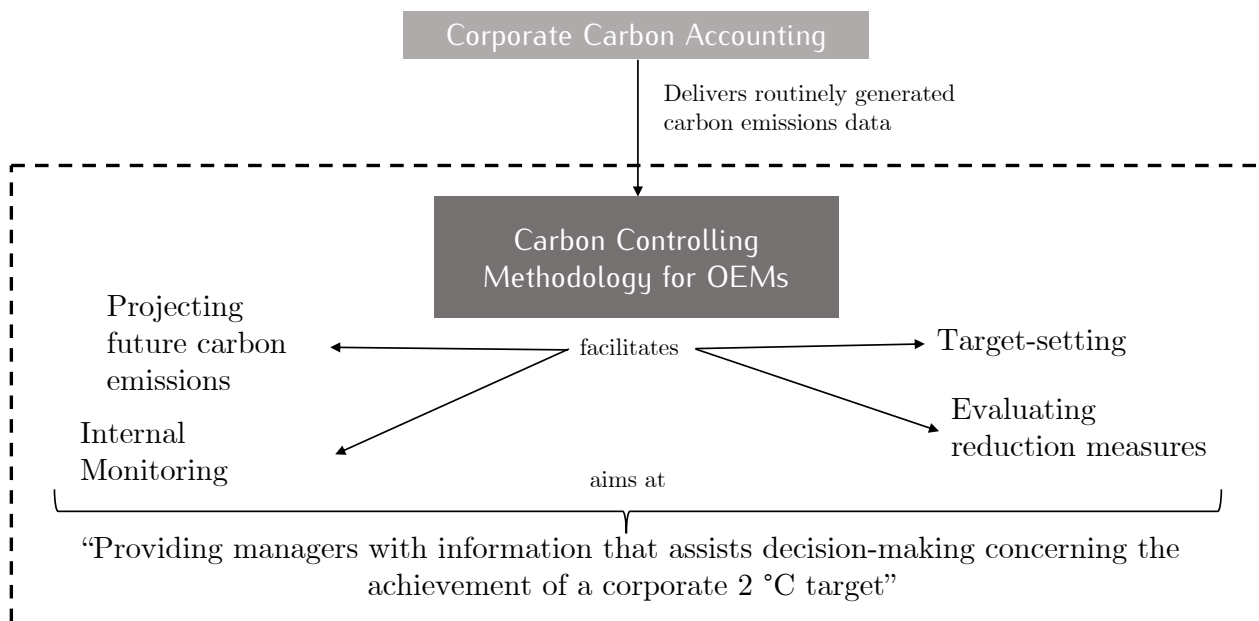 Corporate Carbon Accounting
Delivers routinely generated
carbon emissions data
Carbon Controlling
Methodology for OEMs
Projecting
future carbon
emissions
facilitates
Target-setting
Internal
Monitoring
Evaluating
reduction measures
aims at
“Providing managers with information that assists decision-making concerning the
achievement of a corporate 2 °C target”